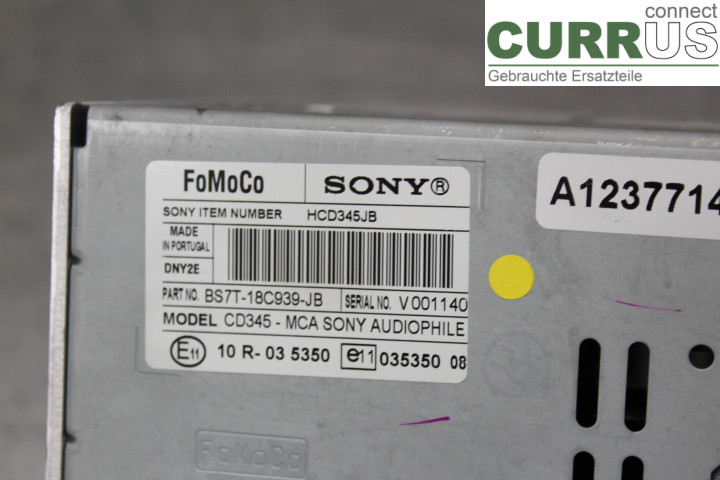 connect
CURRUS
Gebrauchte Ersatzteile
FoMoCo SONY®
SONY ITEM NUMBER HCD345JB
MADE
IN PORTUGAL
DNY2E
PART NO. BS7T-18C939-JB SERIAL NO. V 001140
MODEL CD345 - MCA SONY AUDIOPHILE
E11 10 R- 03 5350 e11 035350 08
A1237714
FoMoCo